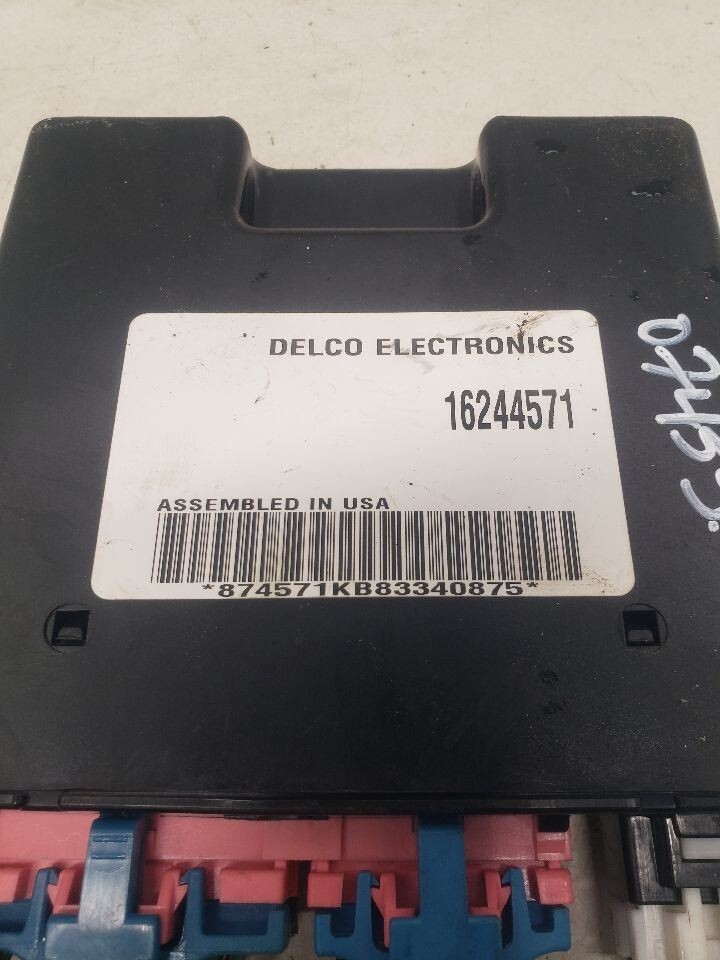 DELCO ELECTRONICS
16244571
ASSEMBLED IN USA
*874571KB83340875*